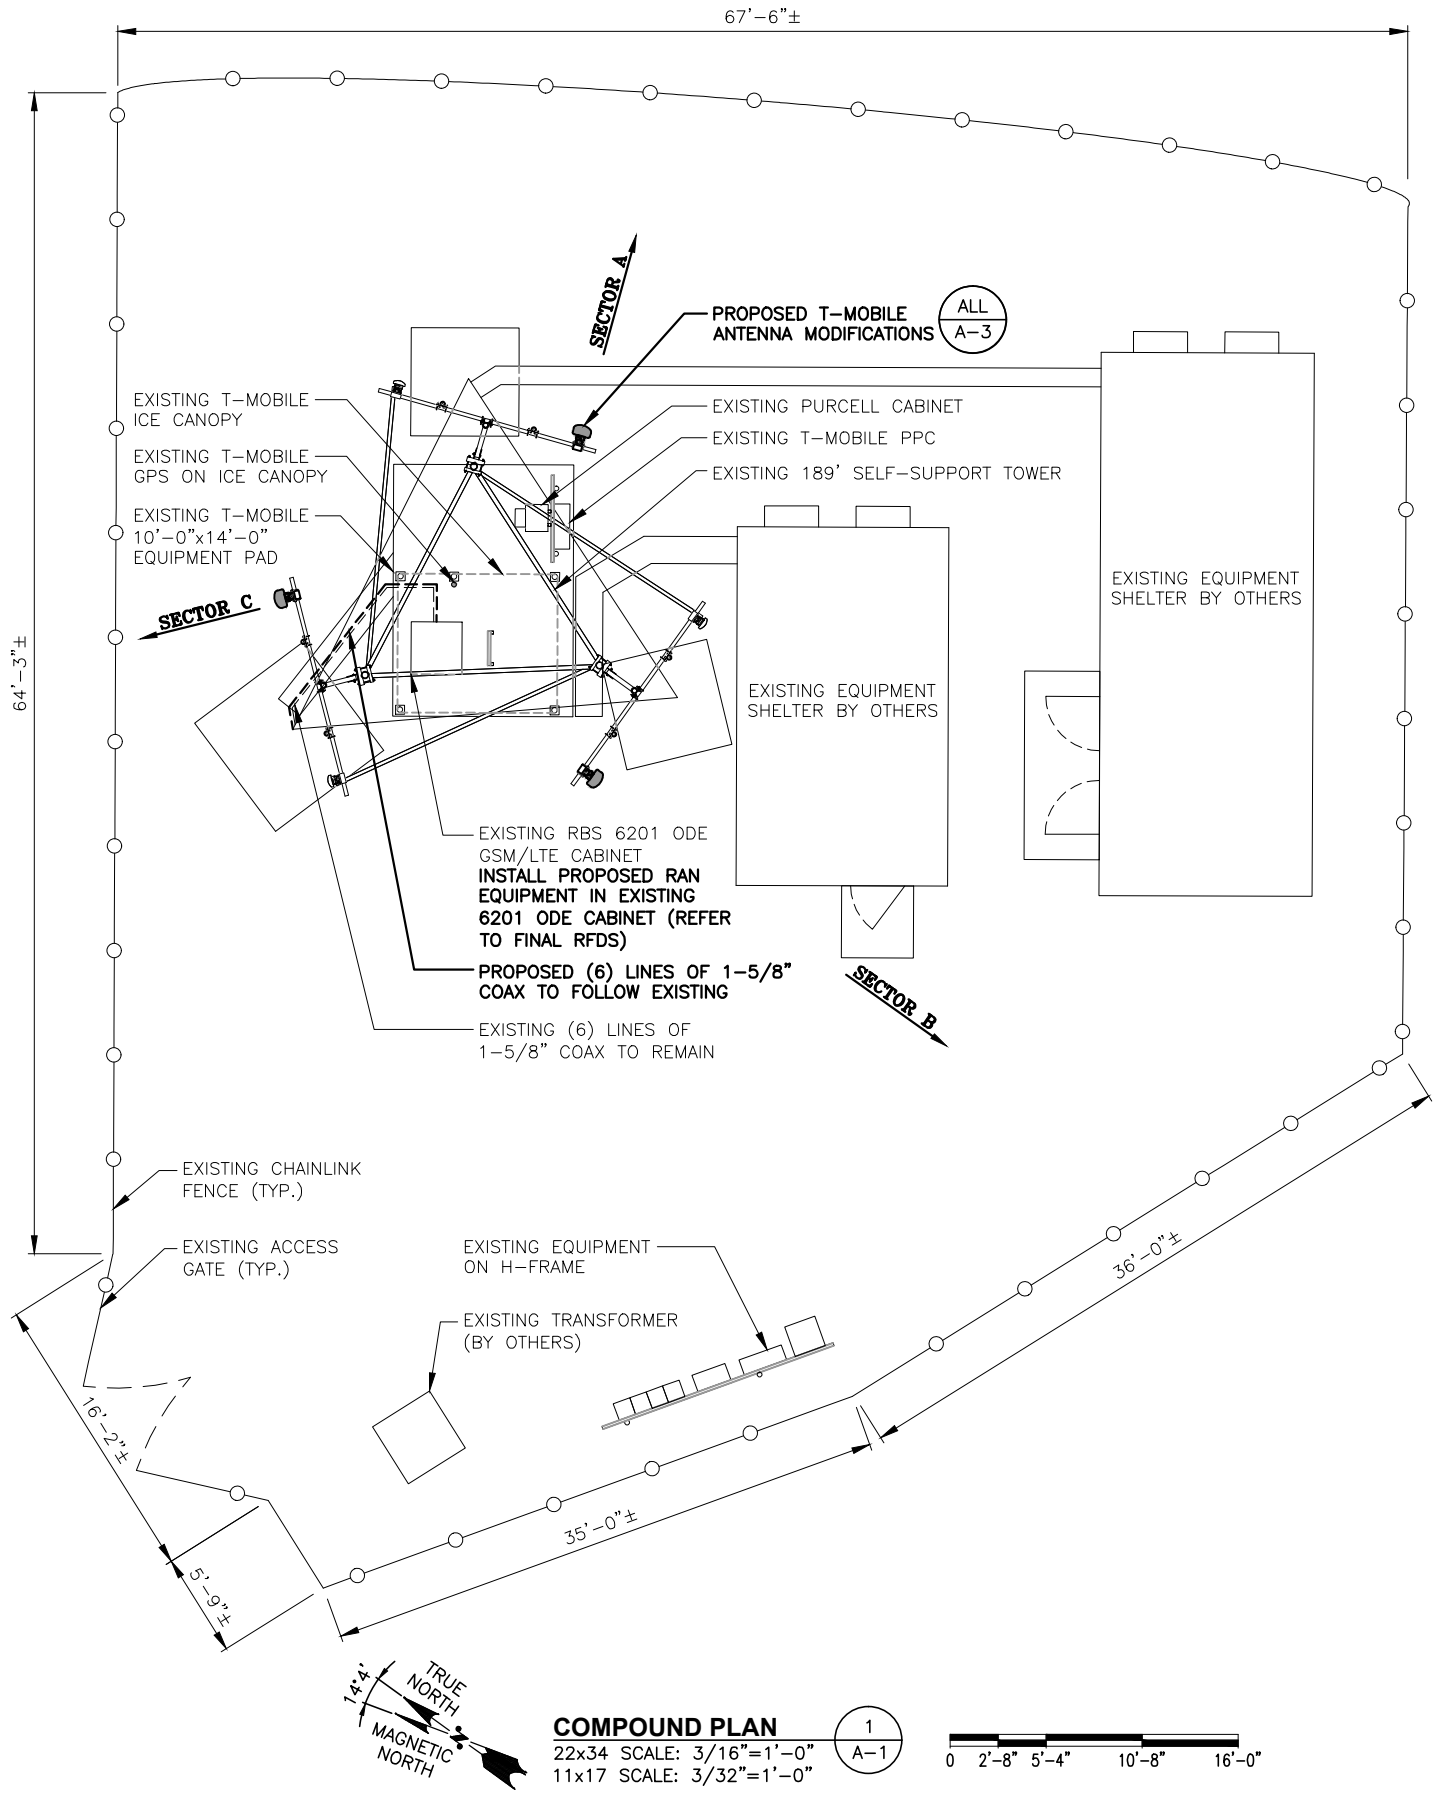 67'-6"±
SECTOR A
PROPOSED T-MOBILE
ANTENNA MODIFICATIONS
ALL
A-3
EXISTING T-MOBILE
ICE CANOPY
EXISTING PURCELL CABINET
EXISTING T-MOBILE PPC
EXISTING T-MOBILE
GPS ON ICE CANOPY
EXISTING 189' SELF-SUPPORT TOWER
EXISTING T-MOBILE
10'-0"x14'-0"
EQUIPMENT PAD
EXISTING EQUIPMENT
SHELTER BY OTHERS
SECTOR C
64'-3"±
EXISTING EQUIPMENT
SHELTER BY OTHERS
EXISTING RBS 6201 ODE
GSM/LTE CABINET
INSTALL PROPOSED RAN
EQUIPMENT IN EXISTING
6201 ODE CABINET (REFER
TO FINAL RFDS)
PROPOSED (6) LINES OF 1-5/8"
COAX TO FOLLOW EXISTING
SECTOR B
EXISTING (6) LINES OF
1-5/8" COAX TO REMAIN
EXISTING CHAINLINK
FENCE (TYP.)
EXISTING ACCESS
GATE (TYP.)
EXISTING EQUIPMENT
ON H-FRAME
36'-0"±
EXISTING TRANSFORMER
(BY OTHERS)
16'-2"±
35'-0"±
5'-9"±
14°4'
TRUE
NORTH
N
MAGNETIC
NORTH
COMPOUND PLAN
22x34 SCALE: 3/16"=1'-0"
11x17 SCALE: 3/32"=1'-0"
1
A-1
0 2'-8" 5'-4" 10'-8" 16'-0"